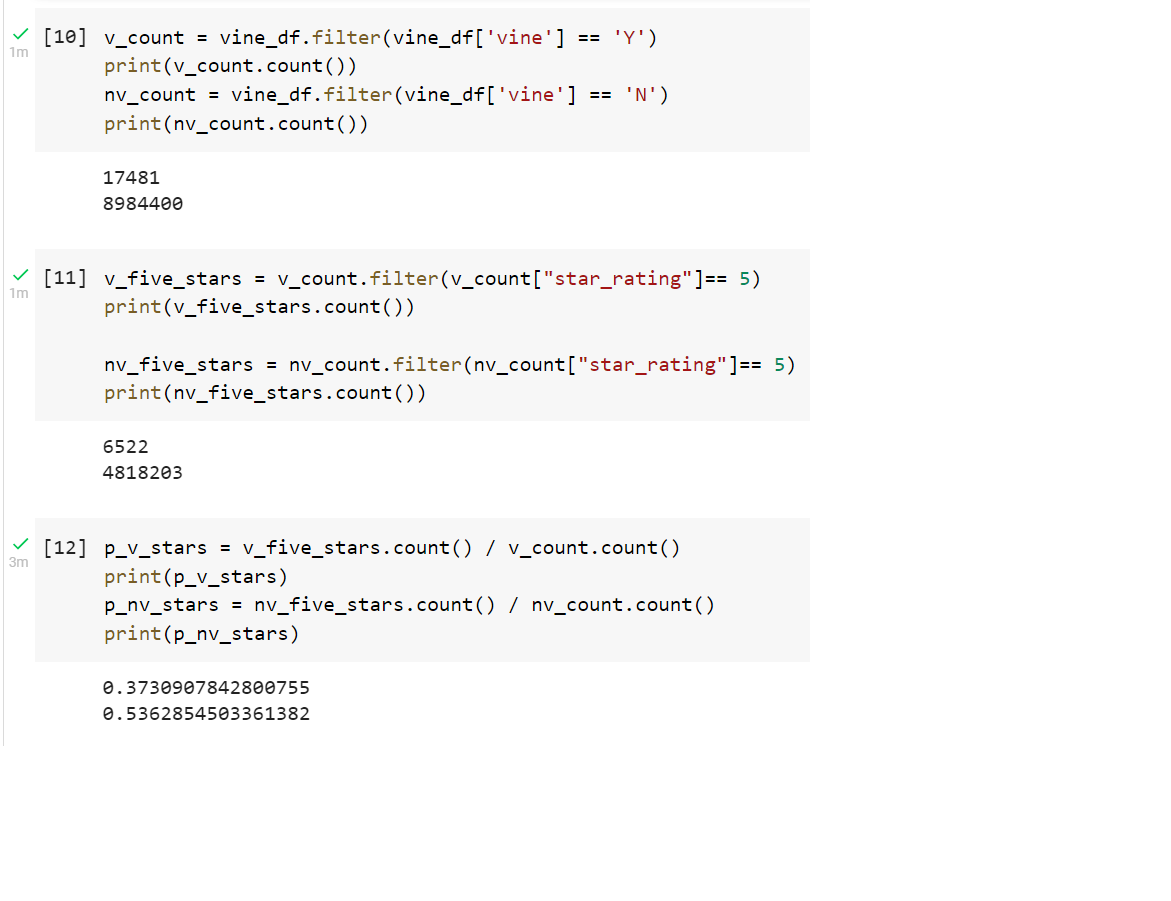 [10] v_count = vine_df.filter(vine_df['vine'] == 'Y')
1m
print(v_count.count())
nv_count = vine_df.filter(vine_df['vine'] == 'N')
print(nv_count.count())
17481
8984400
[11] v_five_stars = v_count.filter(v_count["star_rating"]== 5)
1m
print(v_five_stars.count())
nv_five_stars = nv_count.filter(nv_count["star_rating"]== 5)
print(nv_five_stars.count())
6522
4818203
[12] p_v_stars = v_five_stars.count() / v_count.count()
3m
print(p_v_stars)
p_nv_stars = nv_five_stars.count() / nv_count.count()
print(p_nv_stars)
0.3730907842800755
0.5362854503361382